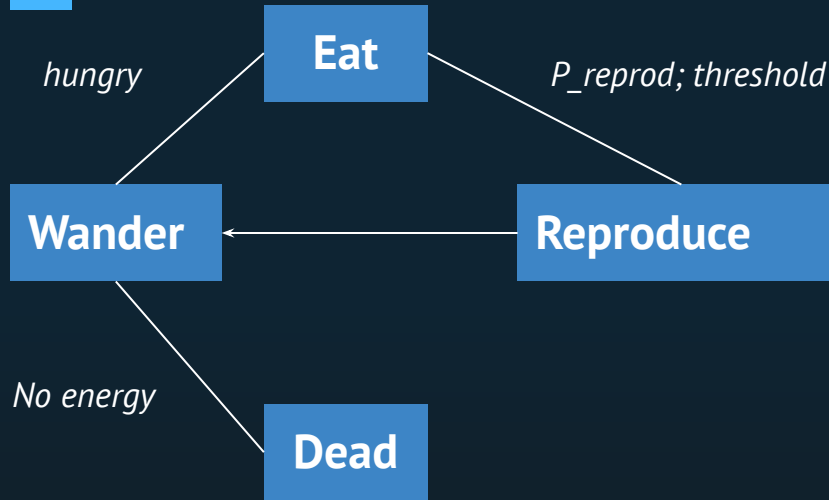 Eat
hungry
P_reprod; threshold
Wander
Reproduce
No energy
Dead